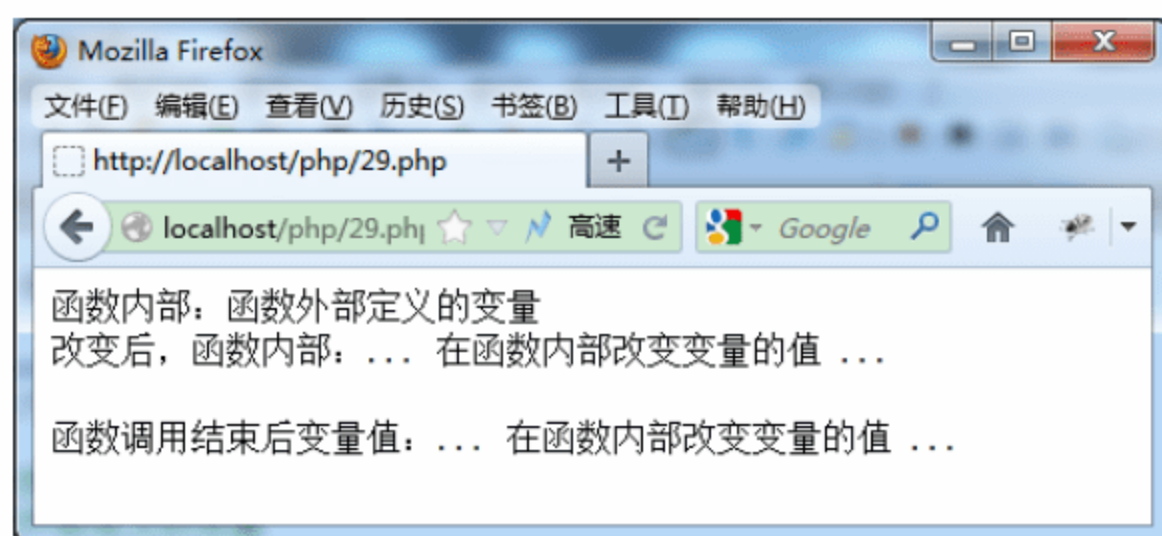 Mozilla Firefox
文件(F) 编辑(E) 查看(V) 历史(S) 书签(B) 工具(T) 帮助(H)
http://localhost/php/29.php +
localhost/php/29.php 高速 Google
函数内部：函数外部定义的变量
改变后，函数内部：... 在函数内部改变变量的值 ...
函数调用结束后变量值：... 在函数内部改变变量的值 ...